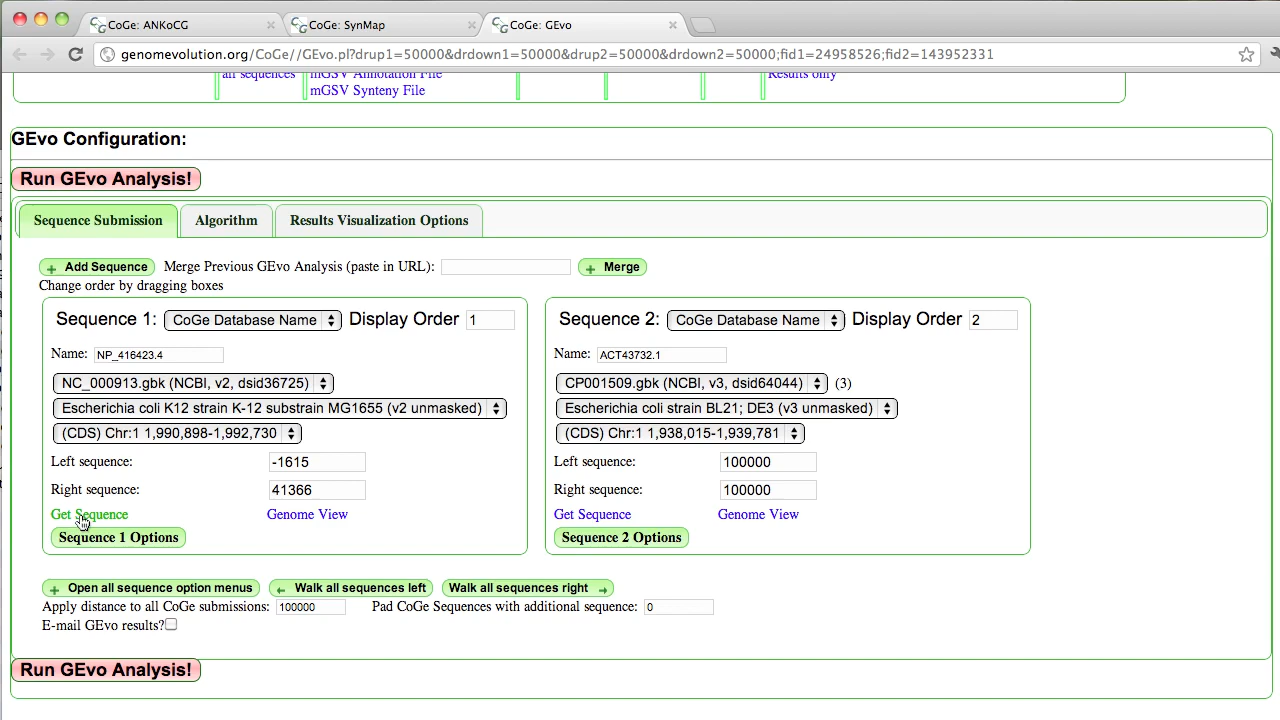 CoGe: ANKoCG
CoGe: SynMap
CoGe: GEvo
genomevolution.org/CoGe//GEvo.pl?drup1=50000&drdown1=50000&drup2=50000&drdown2=50000;fid1=24958526;fid2=143952331
all sequences mGSV Annotation File Results only
mGSV Synteny File
GEvo Configuration:
Run GEvo Analysis!
Sequence Submission Algorithm Results Visualization Options
Add Sequence Merge Previous GEvo Analysis (paste in URL): Merge
Change order by dragging boxes
Sequence 1: CoGe Database Name Display Order 1
Name: NP_416423.4
NC_000913.gbk (NCBI, v2, dsid36725)
Escherichia coli K12 strain K-12 substrain MG1655 (v2 unmasked)
(CDS) Chr:1 1,990,898-1,992,730
Left sequence: -1615
Right sequence: 41366
Get Sequence Genome View
Sequence 1 Options
Sequence 2: CoGe Database Name Display Order 2
Name: ACT43732.1
CP001509.gbk (NCBI, v3, dsid64044) (3)
Escherichia coli strain BL21; DE3 (v3 unmasked)
(CDS) Chr:1 1,938,015-1,939,781
Left sequence: 100000
Right sequence: 100000
Get Sequence Genome View
Sequence 2 Options
Open all sequence option menus Walk all sequences left Walk all sequences right
Apply distance to all CoGe submissions: 100000 Pad CoGe Sequences with additional sequence: 0
E-mail GEvo results?
Run GEvo Analysis!